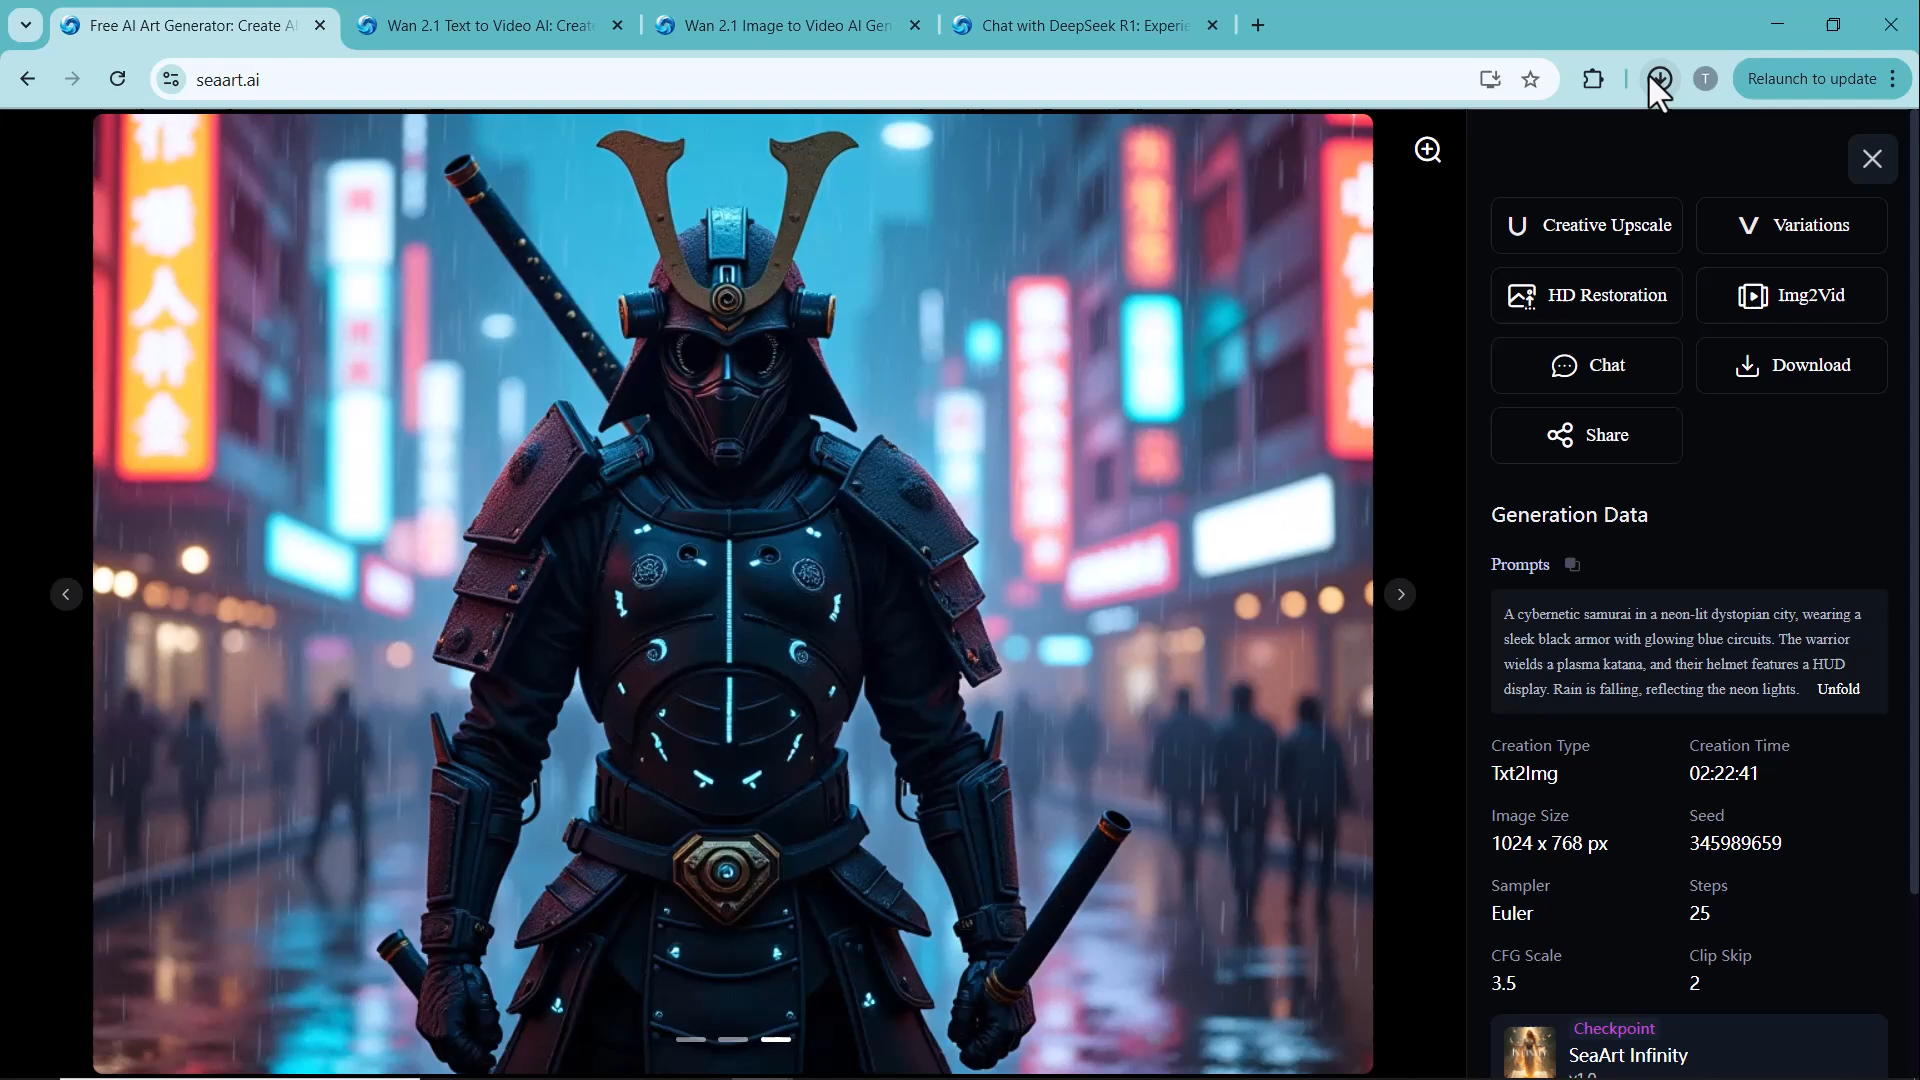 Free AI Art Generator: Create AI
Wan 2.1 Text to Video AI: Create
Wan 2.1 Image to Video AI Gen
Chat with DeepSeek R1: Experie
seaart.ai
T
Relaunch to update
Creative Upscale
Variations
HD Restoration
Img2Vid
Chat
Download
Share
Generation Data
Prompts
A cybernetic samurai in a neon-lit dystopian city, wearing a
sleek black armor with glowing blue circuits. The warrior
wields a plasma katana, and their helmet features a HUD
display. Rain is falling, reflecting the neon lights. Unfold
Creation Type
Creation Time
Txt2Img
02:22:41
Image Size
Seed
1024 x 768 px
345989659
Sampler
Steps
Euler
25
CFG Scale
Clip Skip
3.5
2
Checkpoint
SeaArt Infinity
v1.0